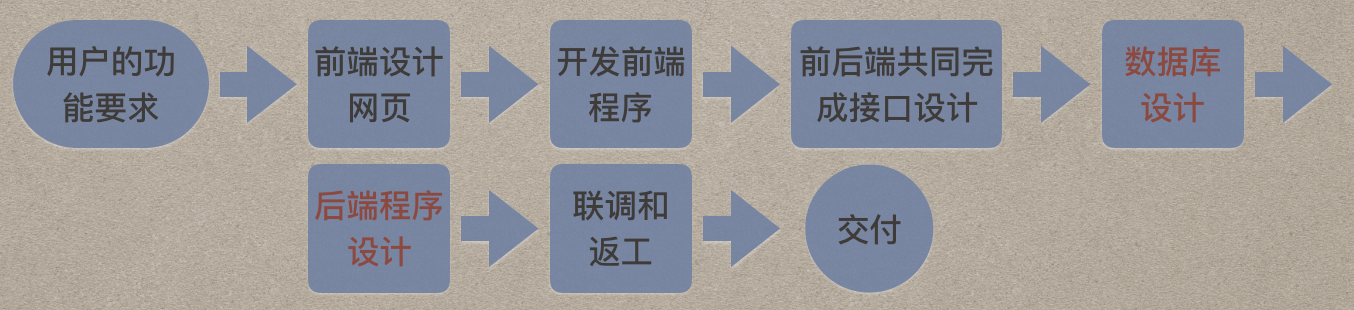 用户的功
能要求
前端设计
网页
开发前端
程序
前后端共同完
成接口设计
数据库
设计
后端程序
设计
联调和
返工
交付